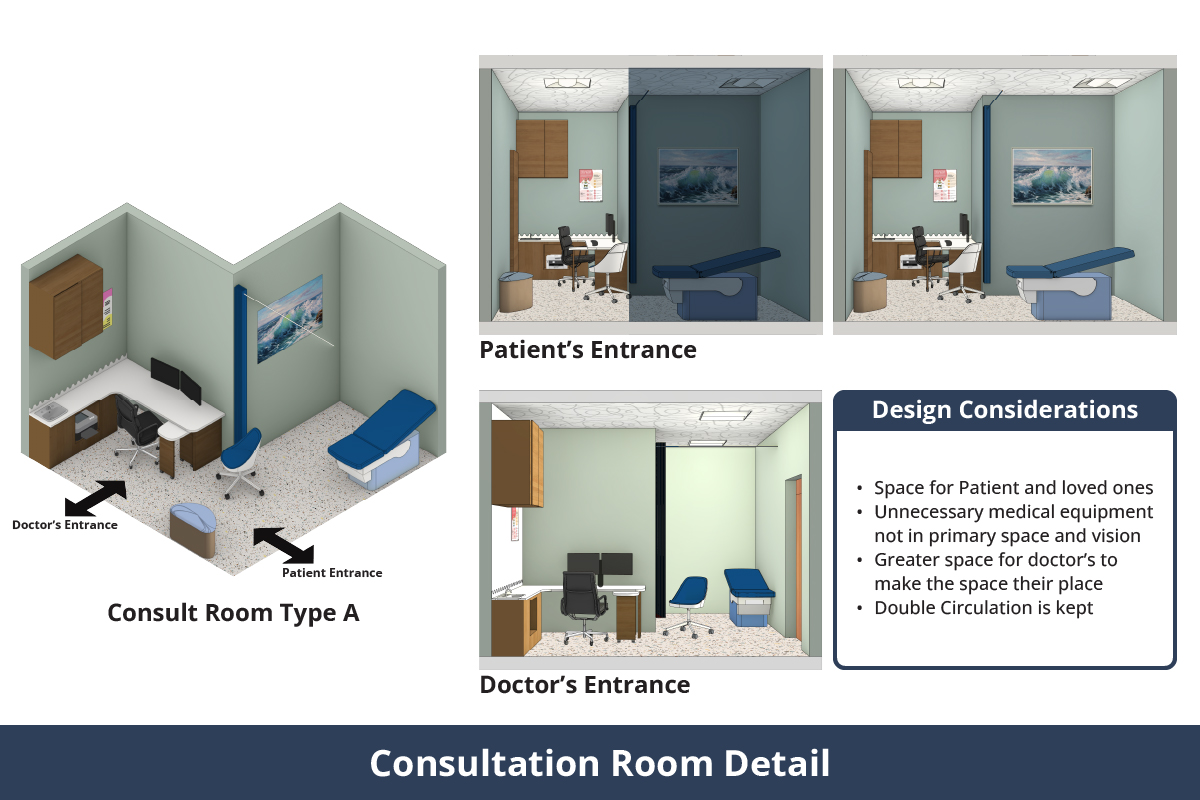 Patient’s Entrance
Doctor’s Entrance
Patient Entrance
Consult Room Type A
Doctor’s Entrance
Design Considerations
• Space for Patient and loved ones
• Unnecessary medical equipment
not in primary space and vision
• Greater space for doctor’s to
make the space their place
• Double Circulation is kept
Consultation Room Detail